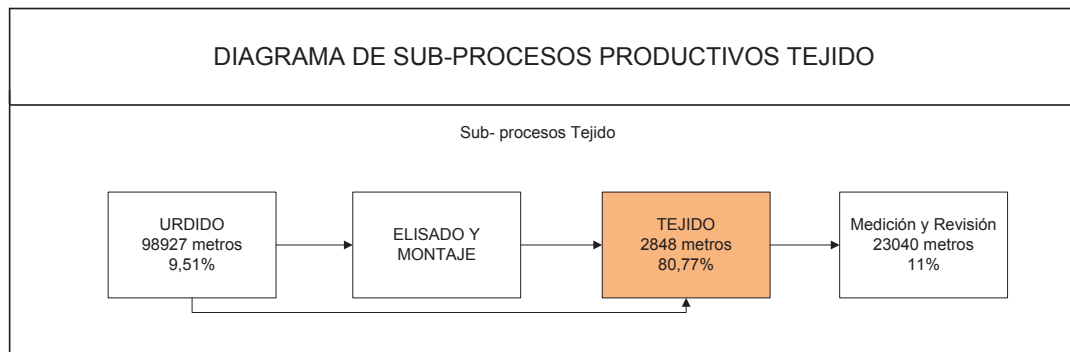 DIAGRAMA DE SUB-PROCESOS PRODUCTIVOS TEJIDO
Sub- procesos Tejido
URDIDO
98927 metros
9,51%
ELISADO Y
MONTAJE
TEJIDO
2848 metros
80,77%
Medición y Revisión
23040 metros
11%